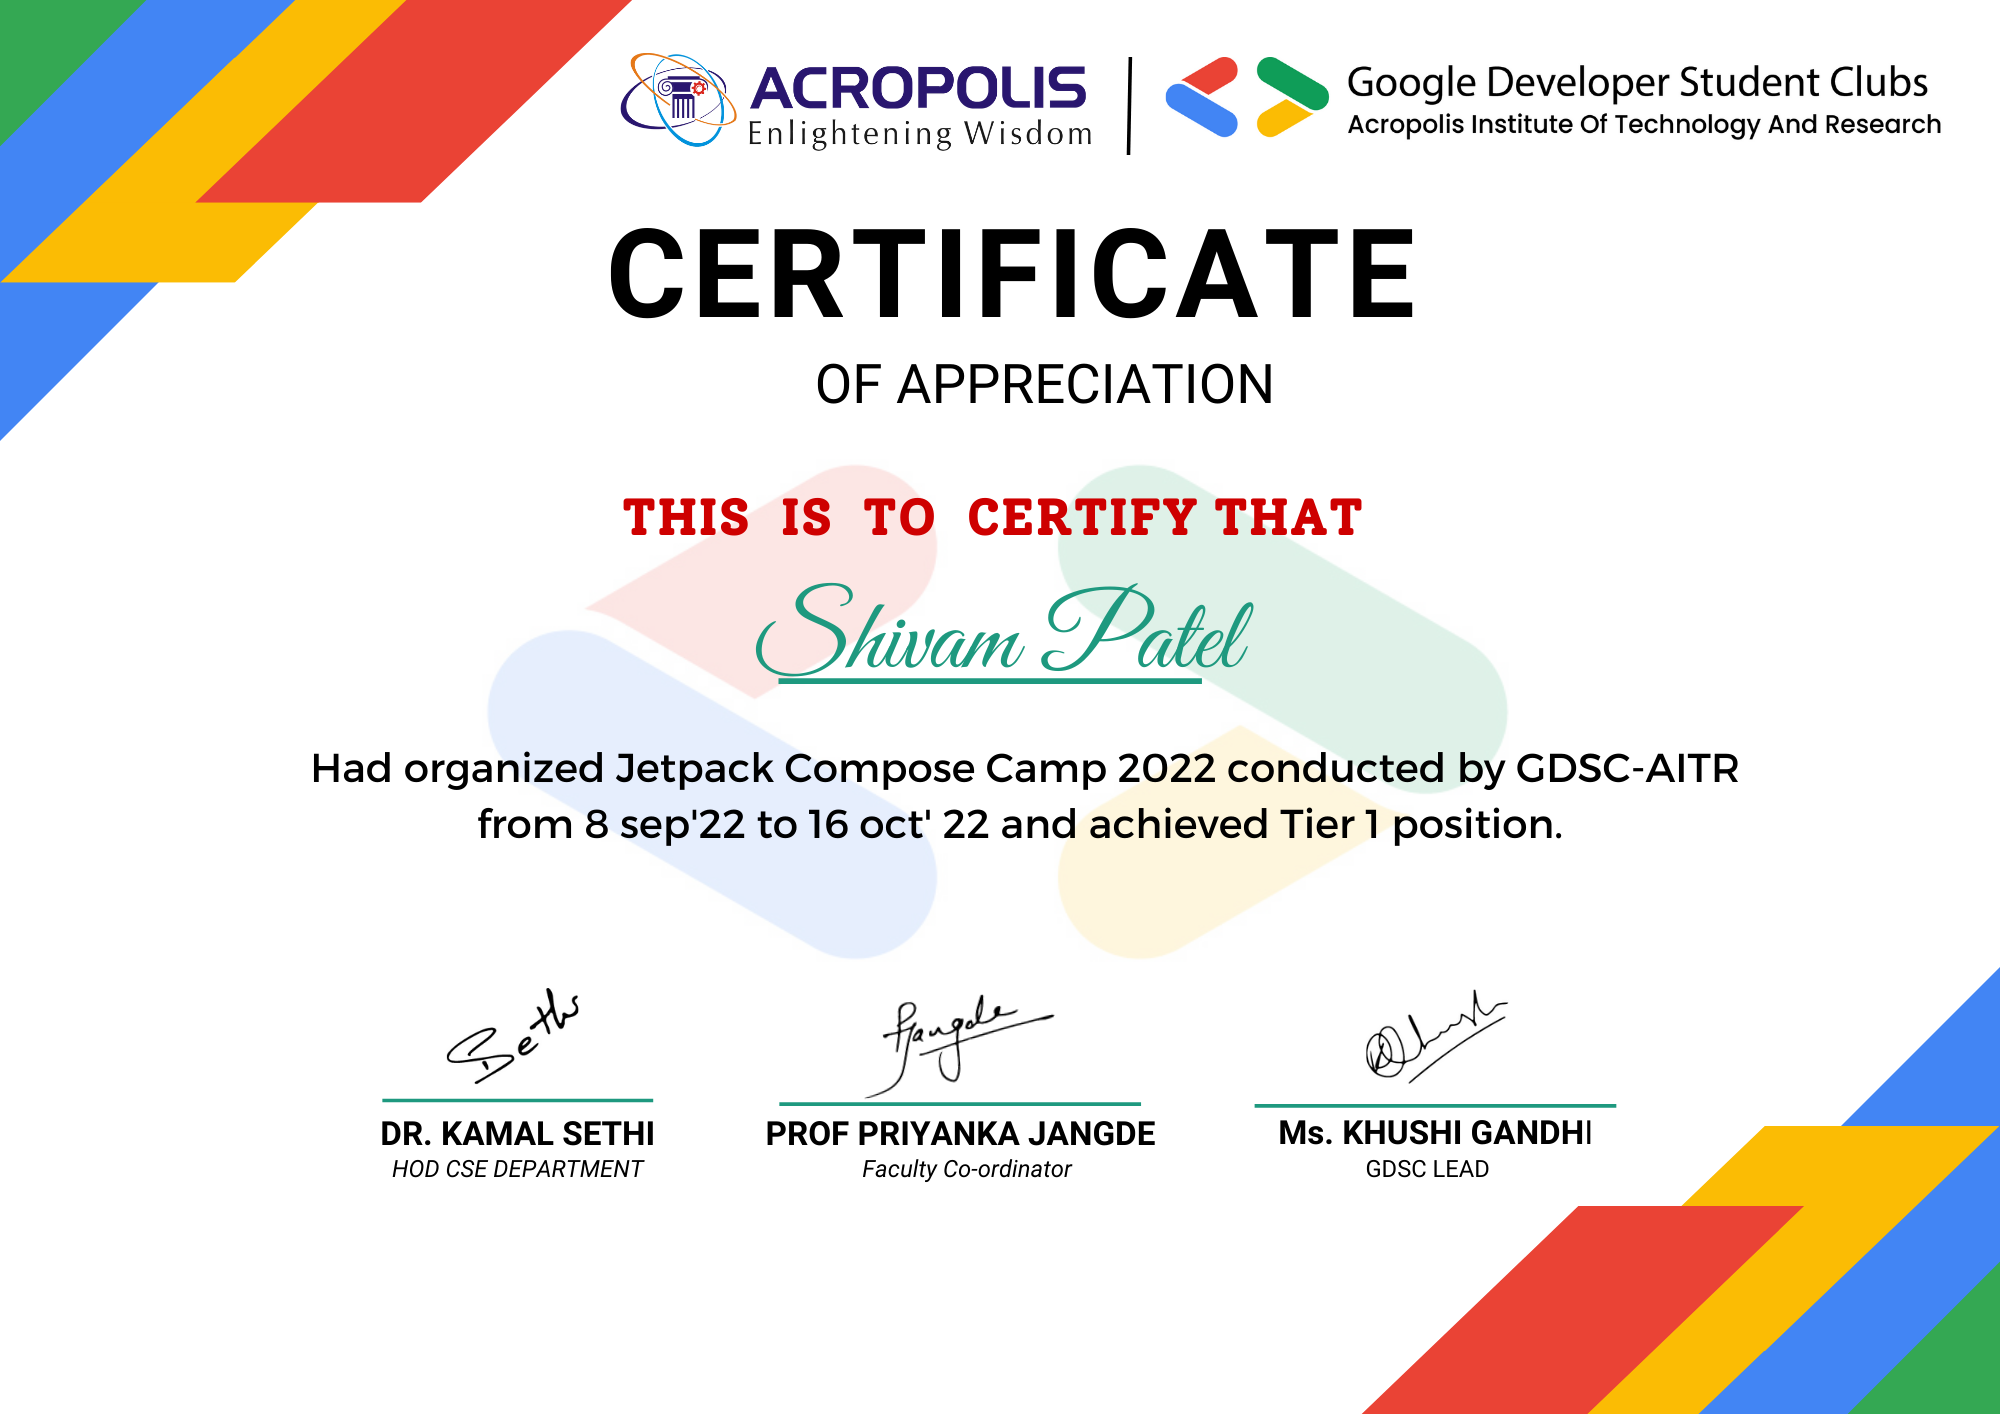 ACROPOLIS
Enlightening Wisdom
Google Developer Student Clubs
Acropolis Institute Of Technology And Research
CERTIFICATE
OF APPRECIATION
THIS IS TO CERTIFY THAT
Shivam Patel
Had organized Jetpack Compose Camp 2022 conducted by GDSC-AITR
from 8 sep'22 to 16 oct' 22 and achieved Tier 1 position.
Sethi
PJangde
Khushi
DR. KAMAL SETHI
HOD CSE DEPARTMENT
PROF PRIYANKA JANGDE
Faculty Co-ordinator
Ms. KHUSHI GANDHI
GDSC LEAD